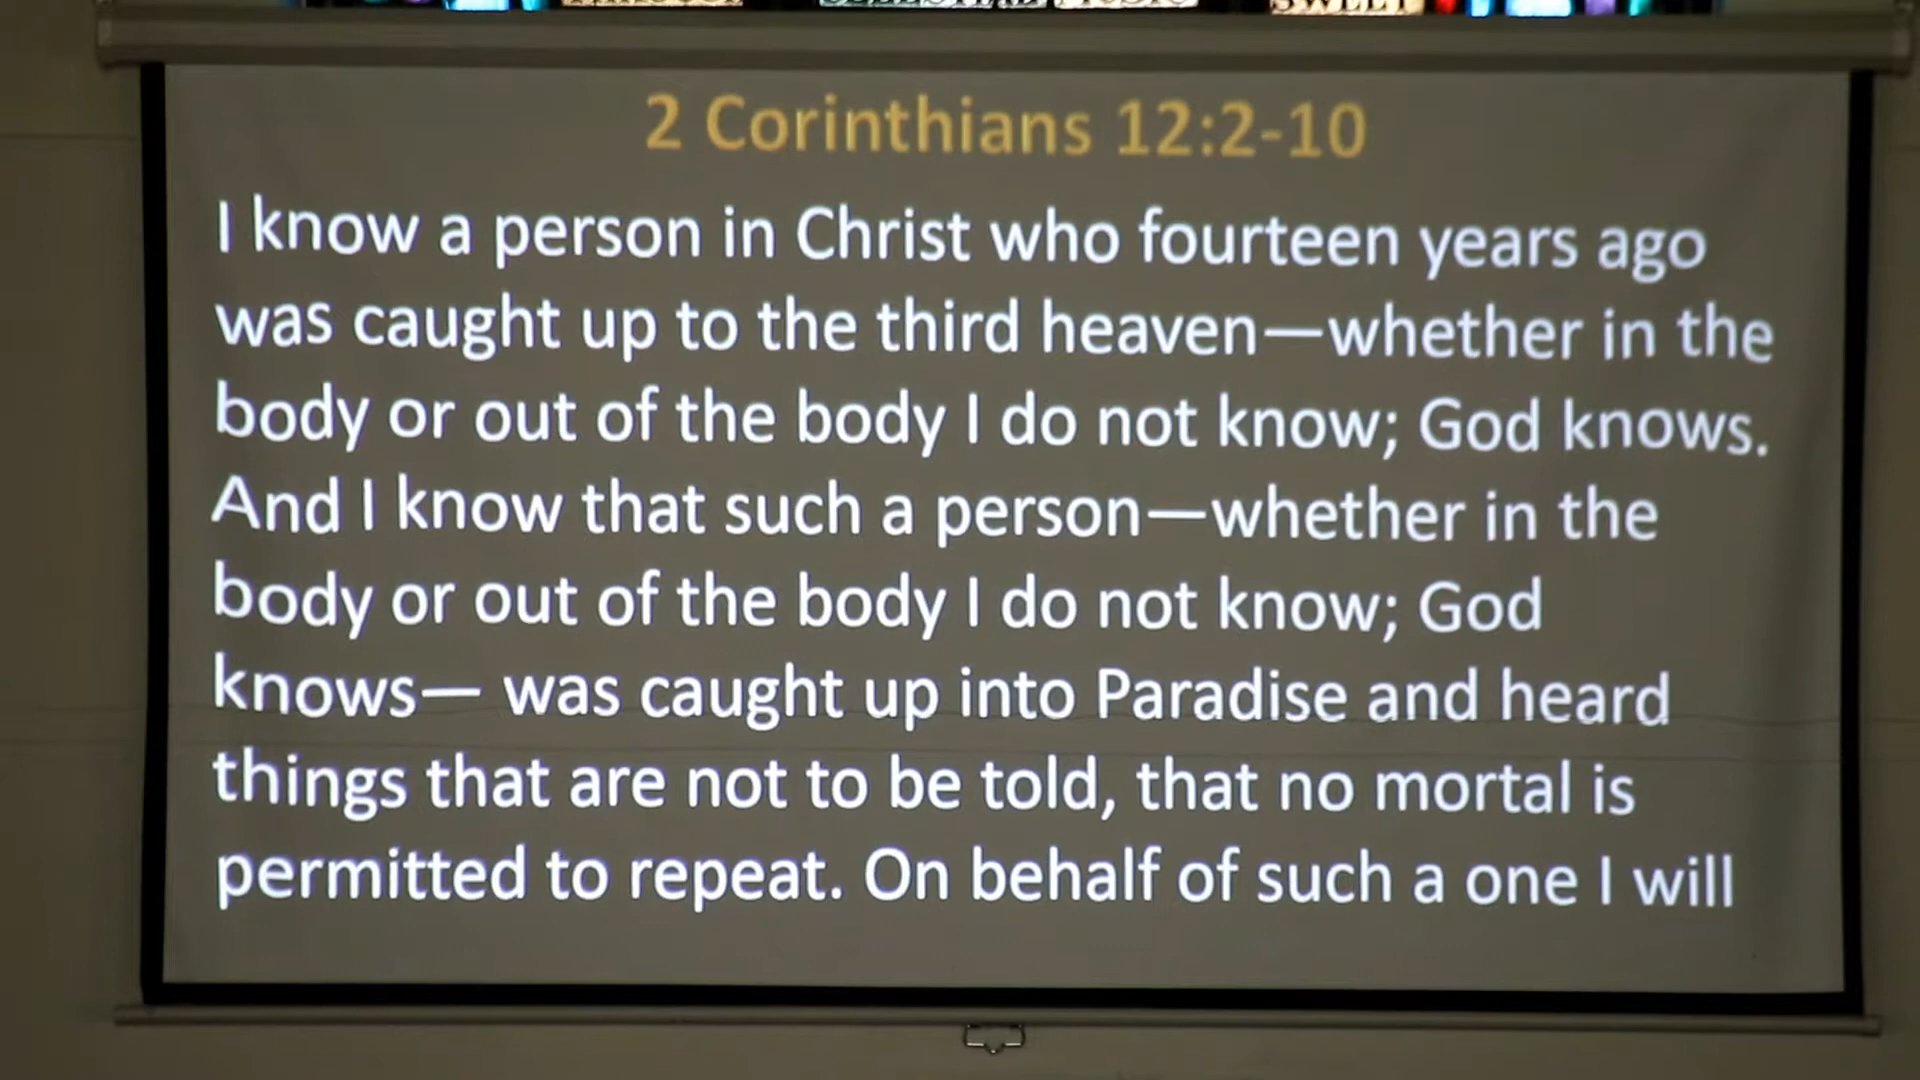 SWEET
2 Corinthians 12:2-10
I know a person in Christ who fourteen years ago
was caught up to the third heaven—whether in the
body or out of the body I do not know; God knows.
And I know that such a person—whether in the
body or out of the body I do not know; God
knows— was caught up into Paradise and heard
things that are not to be told, that no mortal is
permitted to repeat. On behalf of such a one I will